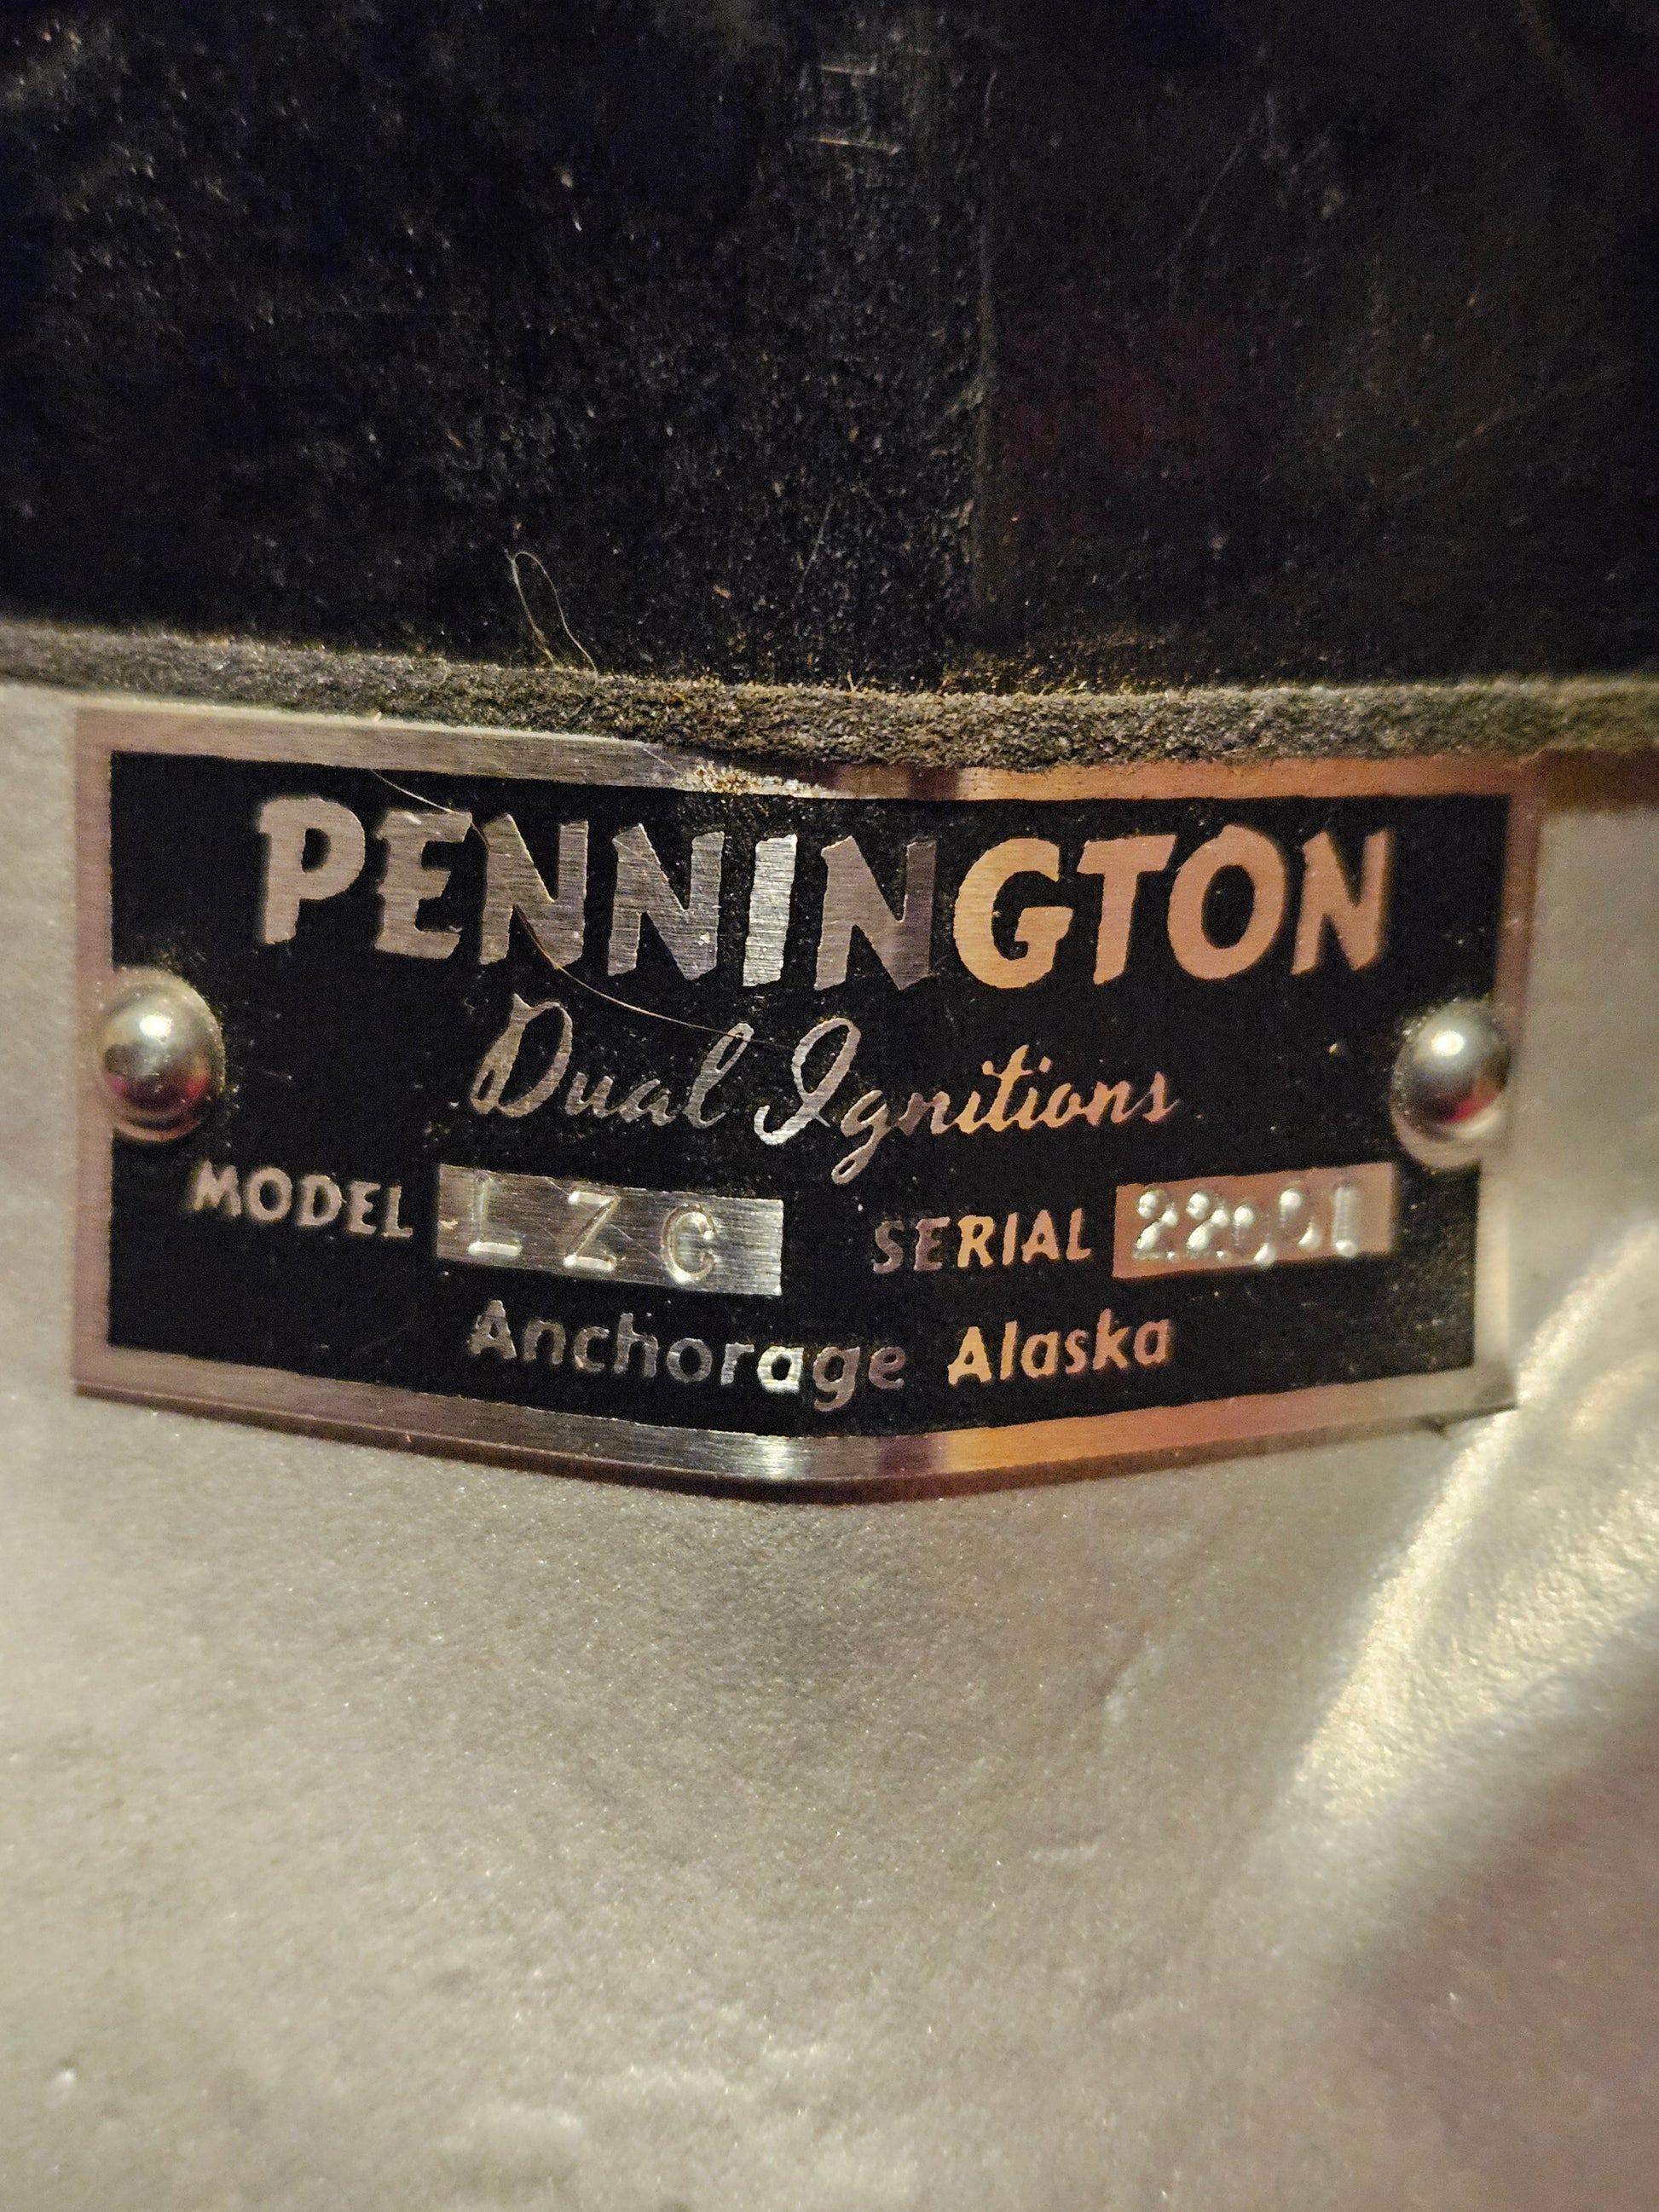 PENNINGTON
Dual Ignitions
MODEL LZC SERIAL
Anchorage Alaska